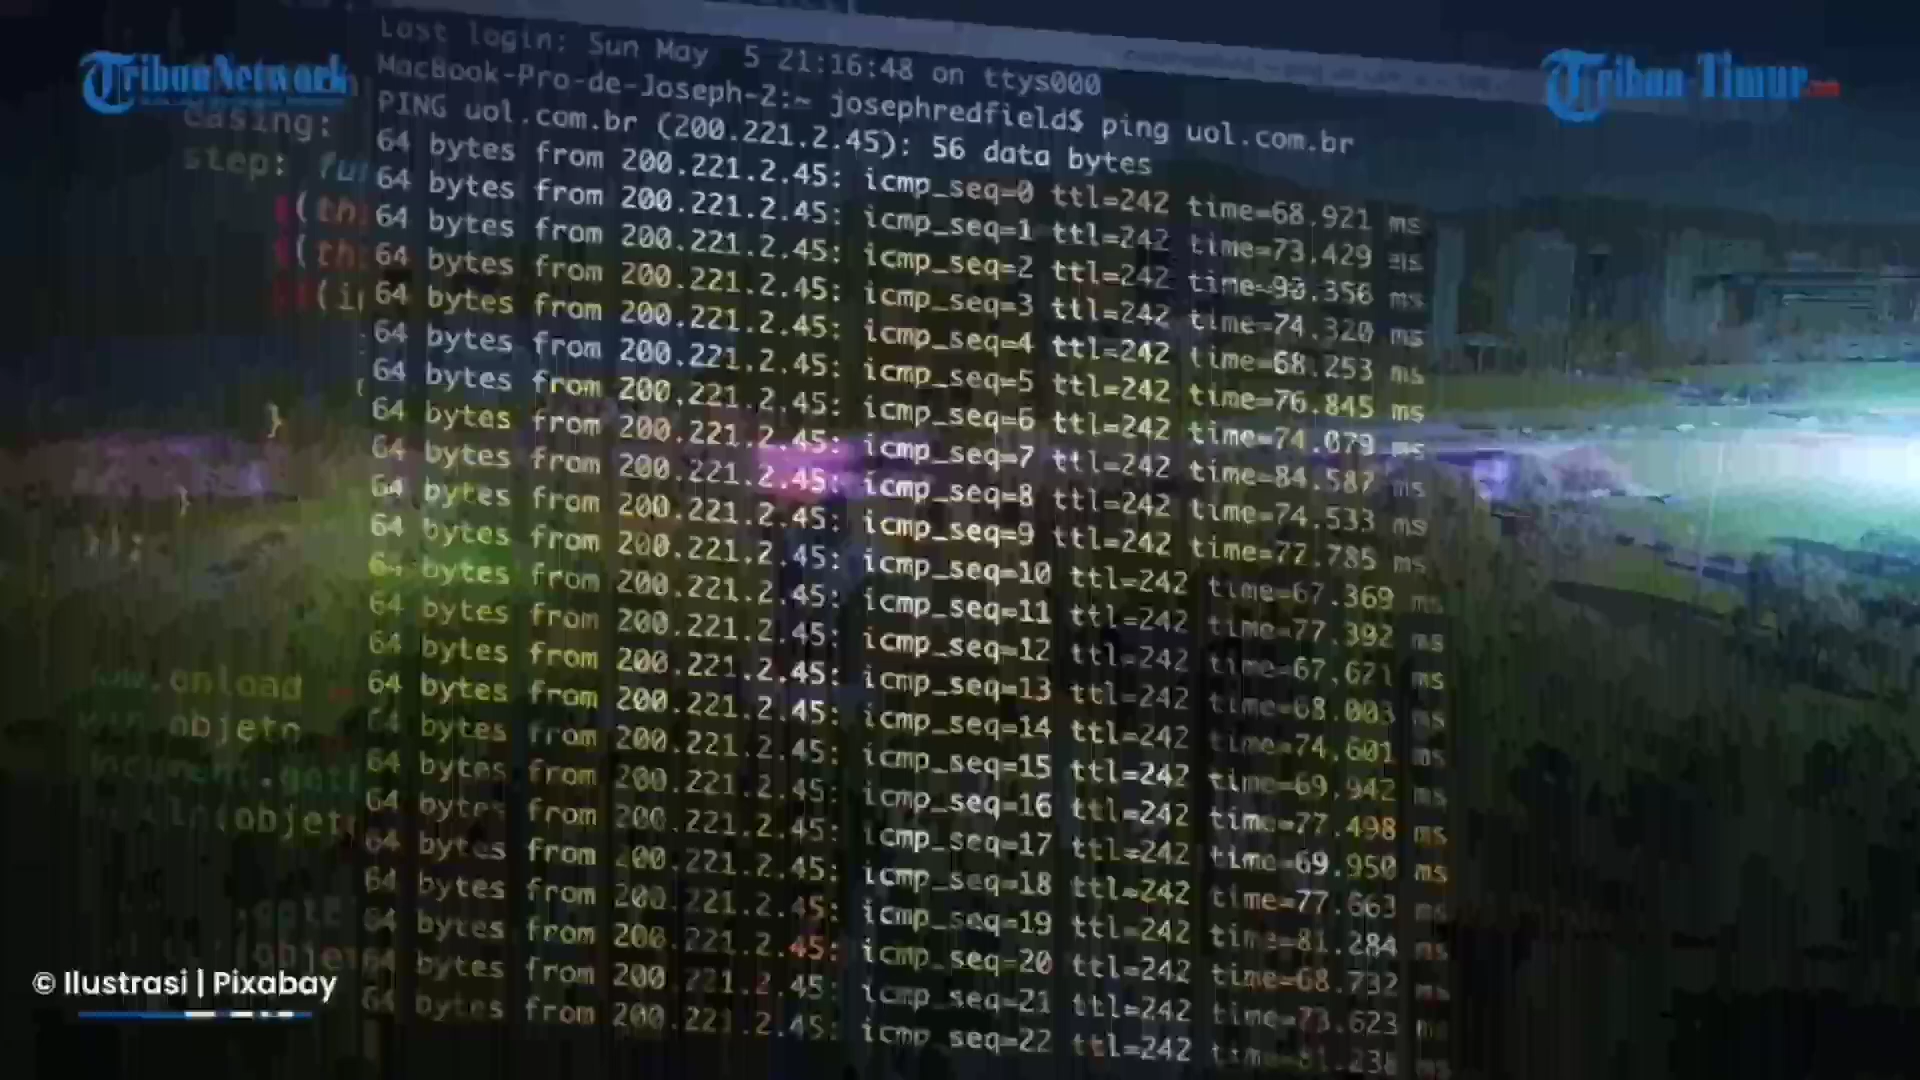 TribunNetwork
Tribun-Timur.com
Last login: Sun May 5 21:16:48 on ttys000
MacBook-Pro-de-Joseph-2:~ josephredfield$ ping uol.com.br
PING uol.com.br (200.221.2.45): 56 data bytes
64 bytes from 200.221.2.45: icmp_seq=0 ttl=242 time=68.921 ms
64 bytes from 200.221.2.45: icmp_seq=1 ttl=242 time=73.429 ms
64 bytes from 200.221.2.45: icmp_seq=2 ttl=242 time=93.356 ms
64 bytes from 200.221.2.45: icmp_seq=3 ttl=242 time=74.320 ms
64 bytes from 200.221.2.45: icmp_seq=4 ttl=242 time=68.253 ms
64 bytes from 200.221.2.45: icmp_seq=5 ttl=242 time=76.845 ms
64 bytes from 200.221.2.45: icmp_seq=6 ttl=242 time=74.079 ms
64 bytes from 200.221.2.45: icmp_seq=7 ttl=242 time=84.587 ms
64 bytes from 200.221.2.45: icmp_seq=8 ttl=242 time=74.533 ms
64 bytes from 200.221.2.45: icmp_seq=9 ttl=242 time=77.785 ms
64 bytes from 200.221.2.45: icmp_seq=10 ttl=242 time=67.369 ms
64 bytes from 200.221.2.45: icmp_seq=11 ttl=242 time=77.392 ms
64 bytes from 200.221.2.45: icmp_seq=12 ttl=242 time=67.671 ms
64 bytes from 200.221.2.45: icmp_seq=13 ttl=242 time=68.003 ms
64 bytes from 200.221.2.45: icmp_seq=14 ttl=242 time=74.601 ms
64 bytes from 200.221.2.45: icmp_seq=15 ttl=242 time=69.942 ms
64 bytes from 200.221.2.45: icmp_seq=16 ttl=242 time=77.498 ms
64 bytes from 200.221.2.45: icmp_seq=17 ttl=242 time=69.950 ms
64 bytes from 200.221.2.45: icmp_seq=18 ttl=242 time=77.663 ms
64 bytes from 200.221.2.45: icmp_seq=19 ttl=242 time=81.284 ms
64 bytes from 200.221.2.45: icmp_seq=20 ttl=242 time=68.732 ms
64 bytes from 200.221.2.45: icmp_seq=21 ttl=242 time=73.623 ms
64 bytes from 200.221.2.45: icmp_seq=22 ttl=242
easing:
step:
}
}
.onload
objeto
(objet
© Ilustrasi | Pixabay